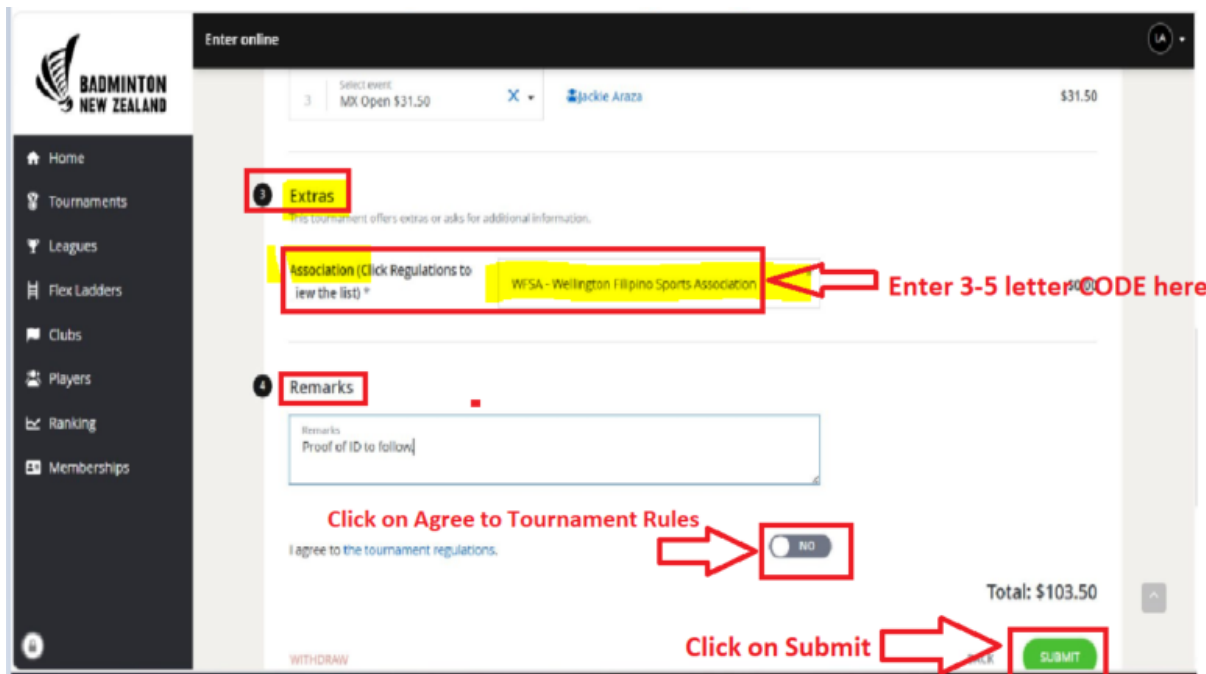 BADMINTON
NEW ZEALAND
Enter online
LA
Home
Tournaments
Leagues
Flex Ladders
Clubs
Players
Ranking
Memberships
Select event
3 MX Open $31.50 X Jackie Araza $31.50
3 Extras
This tournament offers extras or asks for additional information.
Association (Click Regulations to
iew the list) *
WFSA - Wellington Filipino Sports Association
Enter 3-5 letter CODE here
4 Remarks
Remarks
Proof of ID to follow
Click on Agree to Tournament Rules
I agree to the tournament regulations.
NO
Total: $103.50
Click on Submit
WITHDRAW
SUBMIT